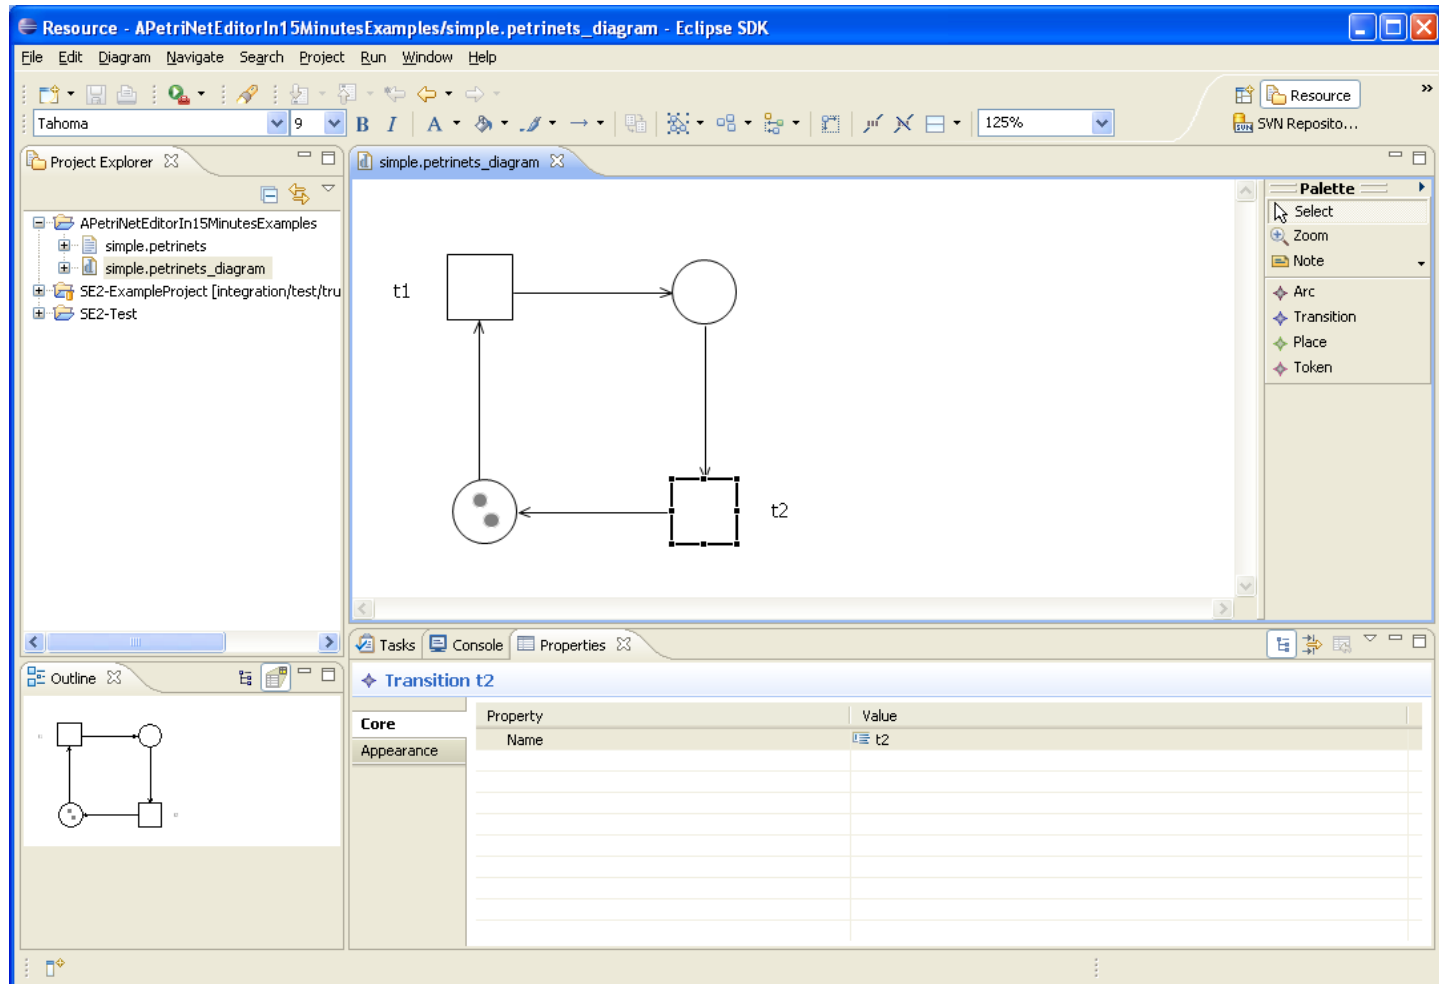 Resource - APetriNetEditorIn15MinutesExamples/simple.petrinets_diagram - Eclipse SDK
File Edit Diagram Navigate Search Project Run Window Help
Resource
»
Tahoma 9 B I A 125% SVN Reposito...
Project Explorer
simple.petrinets_diagram
APetriNetEditorIn15MinutesExamples
simple.petrinets
simple.petrinets_diagram
SE2-ExampleProject [integration/test/tru
SE2-Test
t1
t2
Palette
Select
Zoom
Note
Arc
Transition
Place
Token
Tasks Console Properties
Outline
Transition t2
Core
Appearance
Property Value
Name t2